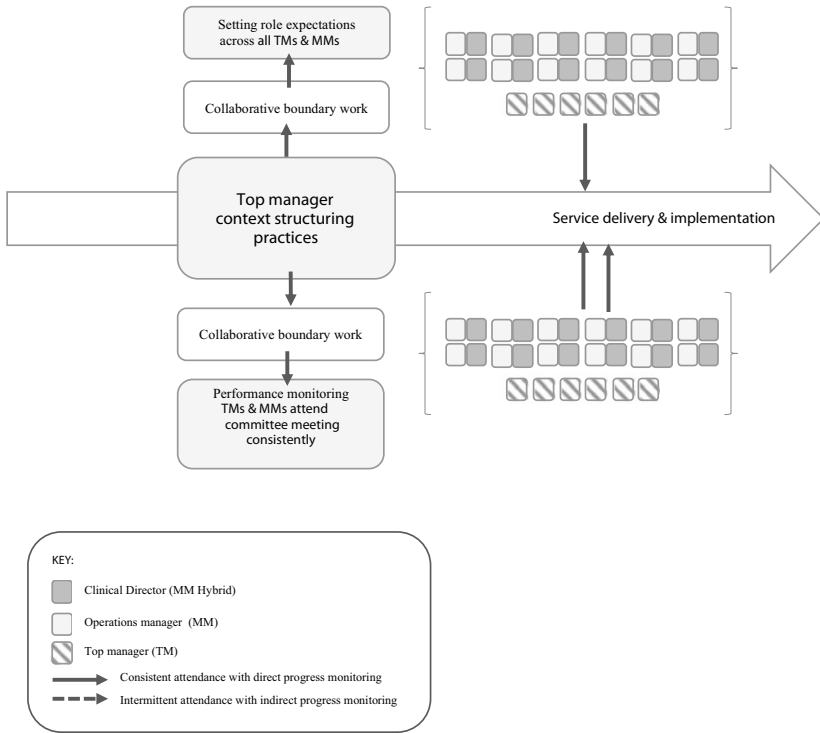 Setting role expectations
across all TMs & MMs
Collaborative boundary work
Top manager
context structuring
practices
Service delivery & implementation
Collaborative boundary work
Performance monitoring
TMs & MMs attend
committee meeting
consistently
KEY:
Clinical Director (MM Hybrid)
Operations manager (MM)
Top manager (TM)
Consistent attendance with direct progress monitoring
Intermittent attendance with indirect progress monitoring